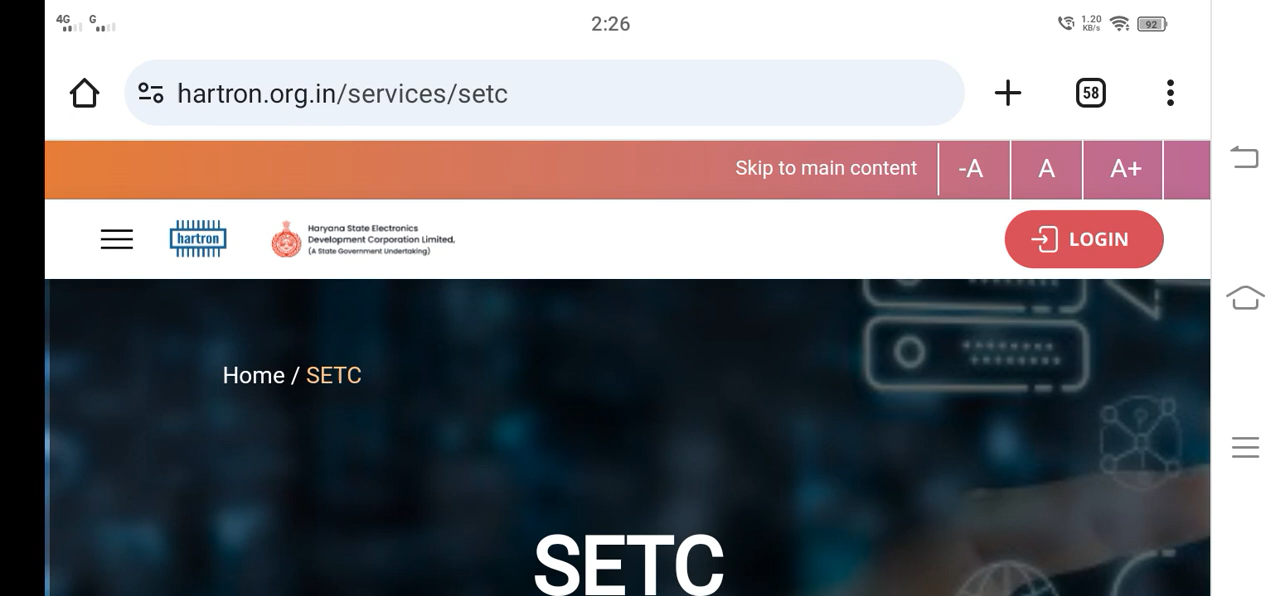 4G G 2:26 1.20 KB/s 92
hartron.org.in/services/setc 58
Skip to main content -A A A+
hartron
Haryana State Electronics
Development Corporation Limited,
(A State Government Undertaking)
LOGIN
Home / SETC
SETC